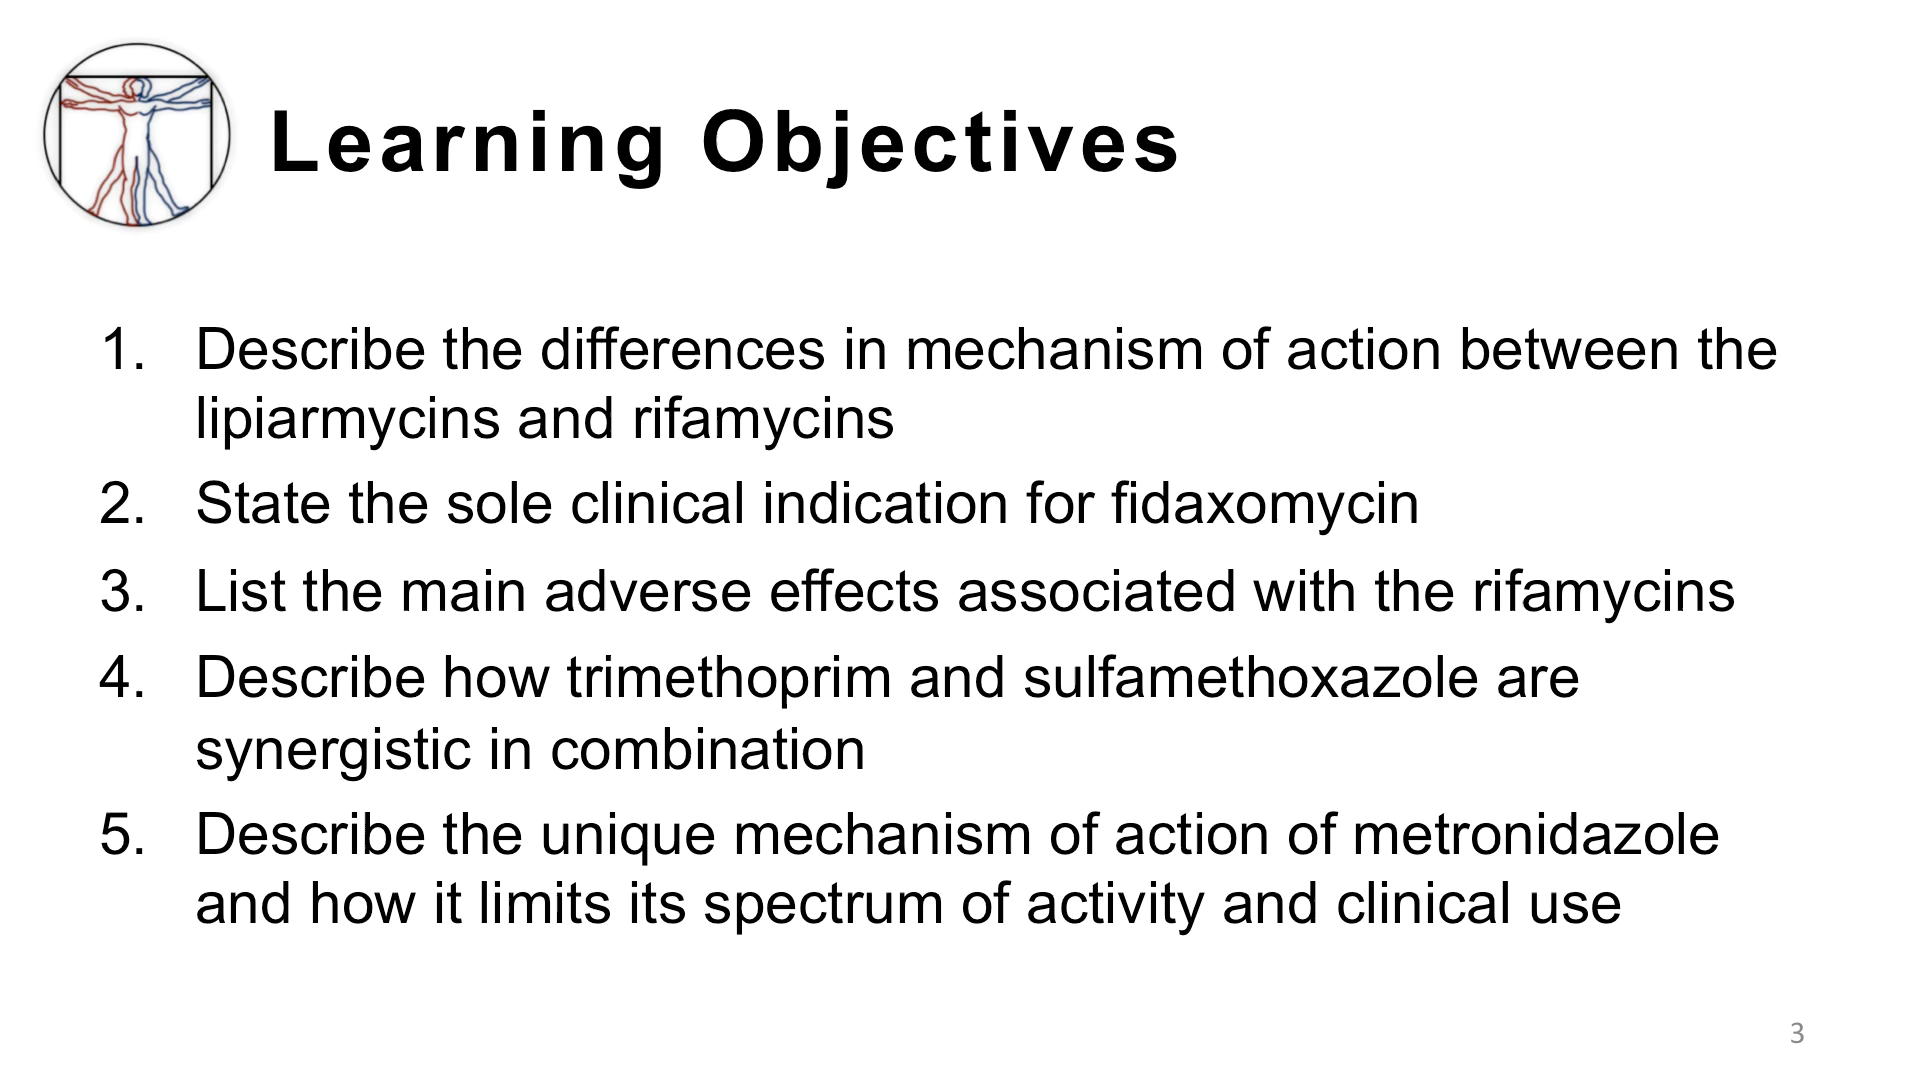 Learning Objectives
1. Describe the differences in mechanism of action between the
lipiarmycins and rifamycins
2. State the sole clinical indication for fidaxomycin
3. List the main adverse effects associated with the rifamycins
4. Describe how trimethoprim and sulfamethoxazole are
synergistic in combination
5. Describe the unique mechanism of action of metronidazole
and how it limits its spectrum of activity and clinical use
3